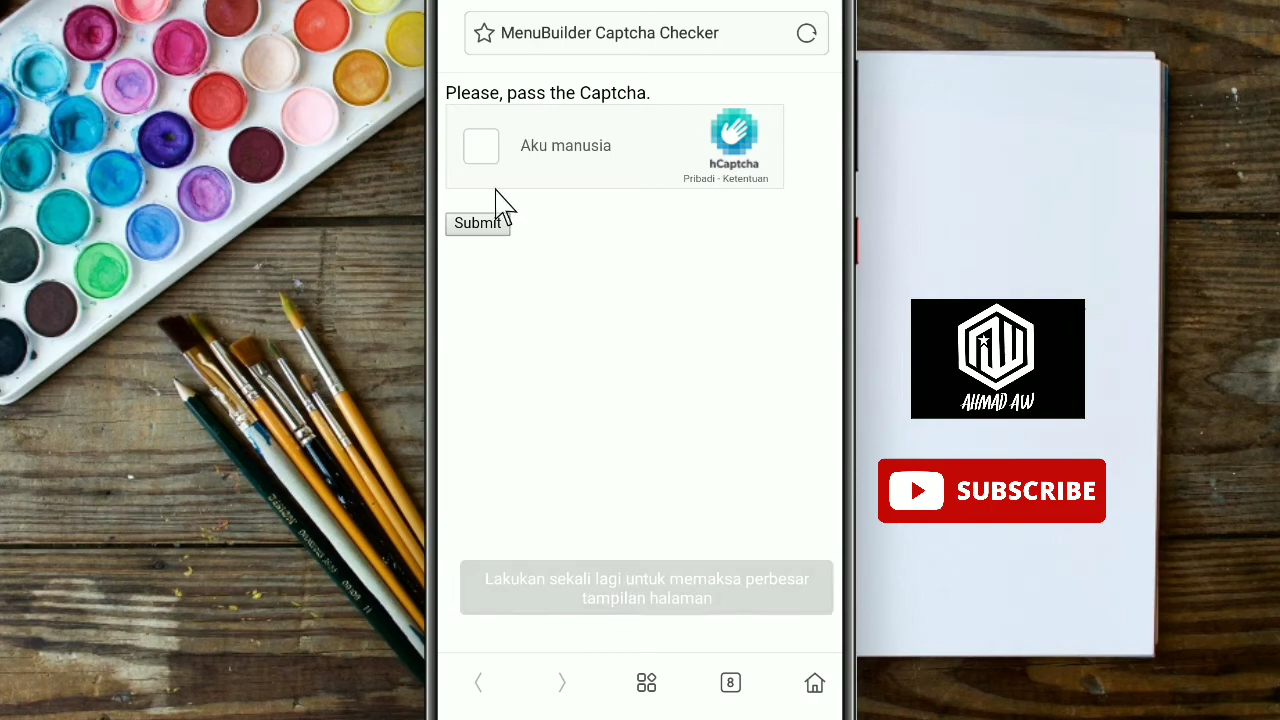 MenuBuilder Captcha Checker
Please, pass the Captcha.
Aku manusia
hCaptcha
Pribadi - Ketentuan
Submit
Lakukan sekali lagi untuk memaksa perbesar
tampilan halaman
8
AHMAD AW
SUBSCRIBE